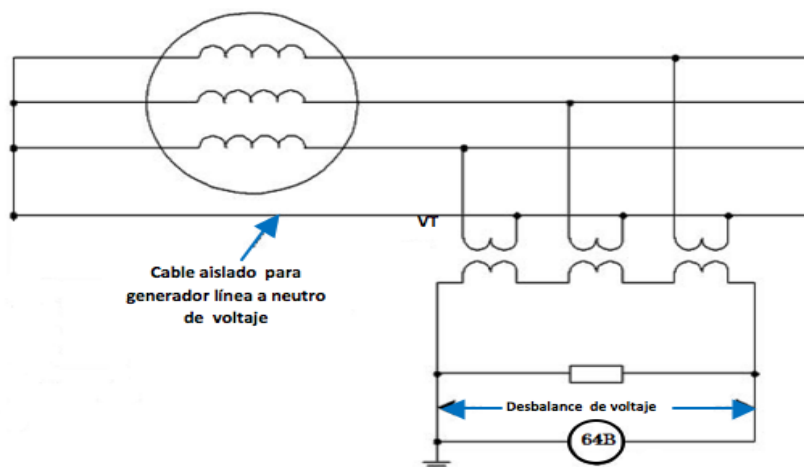 VT
Cable aislado para
generador línea a neutro
de voltaje
Desbalance de voltaje
64B